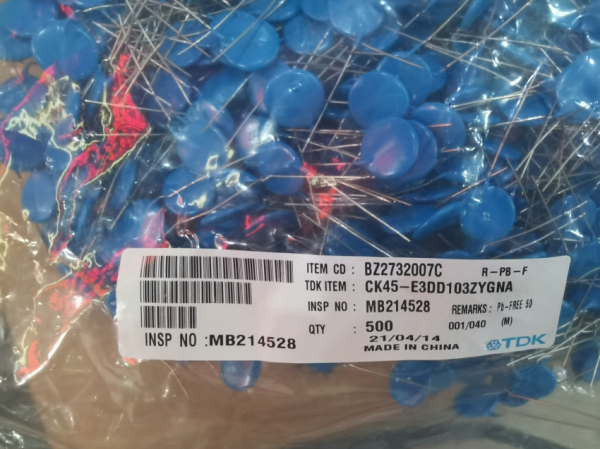 ITEM CD : BZ2732007C R-PB-F
TDK ITEM : CK45-E3DD103ZYGNA
INSP NO : MB214528 REMARKS: Pb-FREE 5D
QTY : 500 001/040 (M)
21/04/14
INSP NO :MB214528 MADE IN CHINA TDK